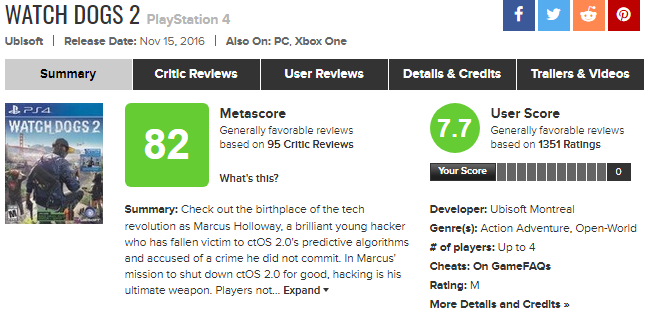 WATCH DOGS 2 PlayStation 4
Ubisoft | Release Date: Nov 15, 2016 | Also On: PC, Xbox One
Summary Critic Reviews User Reviews Details & Credits Trailers & Videos
PS4
WATCH DOGS 2
M
UBISOFT
82
Metascore
Generally favorable reviews
based on 95 Critic Reviews
What's this?
7.7
User Score
Generally favorable reviews
based on 1351 Ratings
Your Score 0
Summary: Check out the birthplace of the tech
revolution as Marcus Holloway, a brilliant young hacker
who has fallen victim to ctOS 2.0's predictive algorithms
and accused of a crime he did not commit. In Marcus'
mission to shut down ctOS 2.0 for good, hacking is his
ultimate weapon. Players not... Expand
Developer: Ubisoft Montreal
Genre(s): Action Adventure, Open-World
# of players: Up to 4
Cheats: On GameFAQs
Rating: M
More Details and Credits »